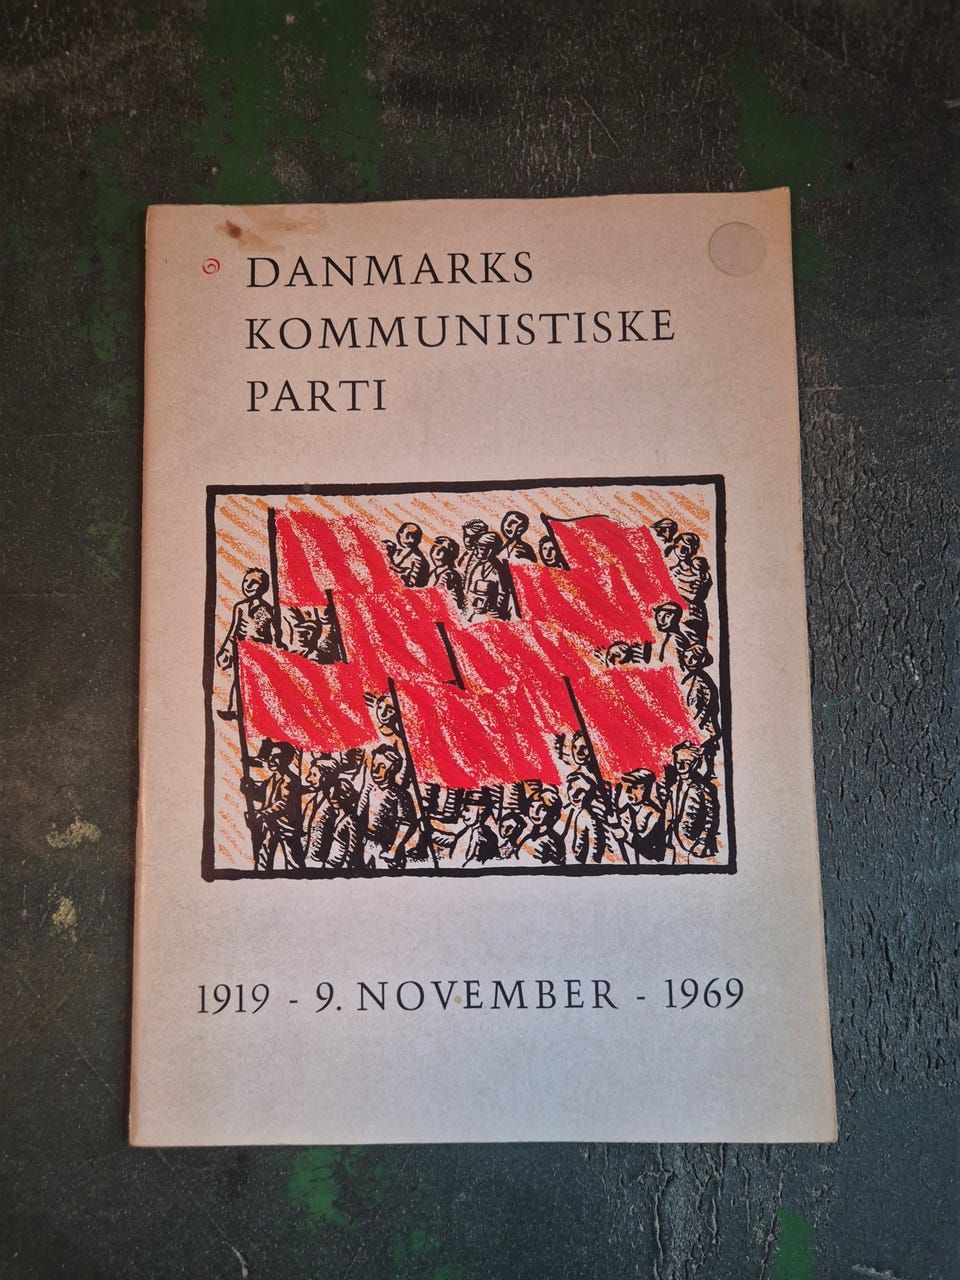 DANMARKS
KOMMUNISTISKE
PARTI
1919 - 9. NOVEMBER - 1969